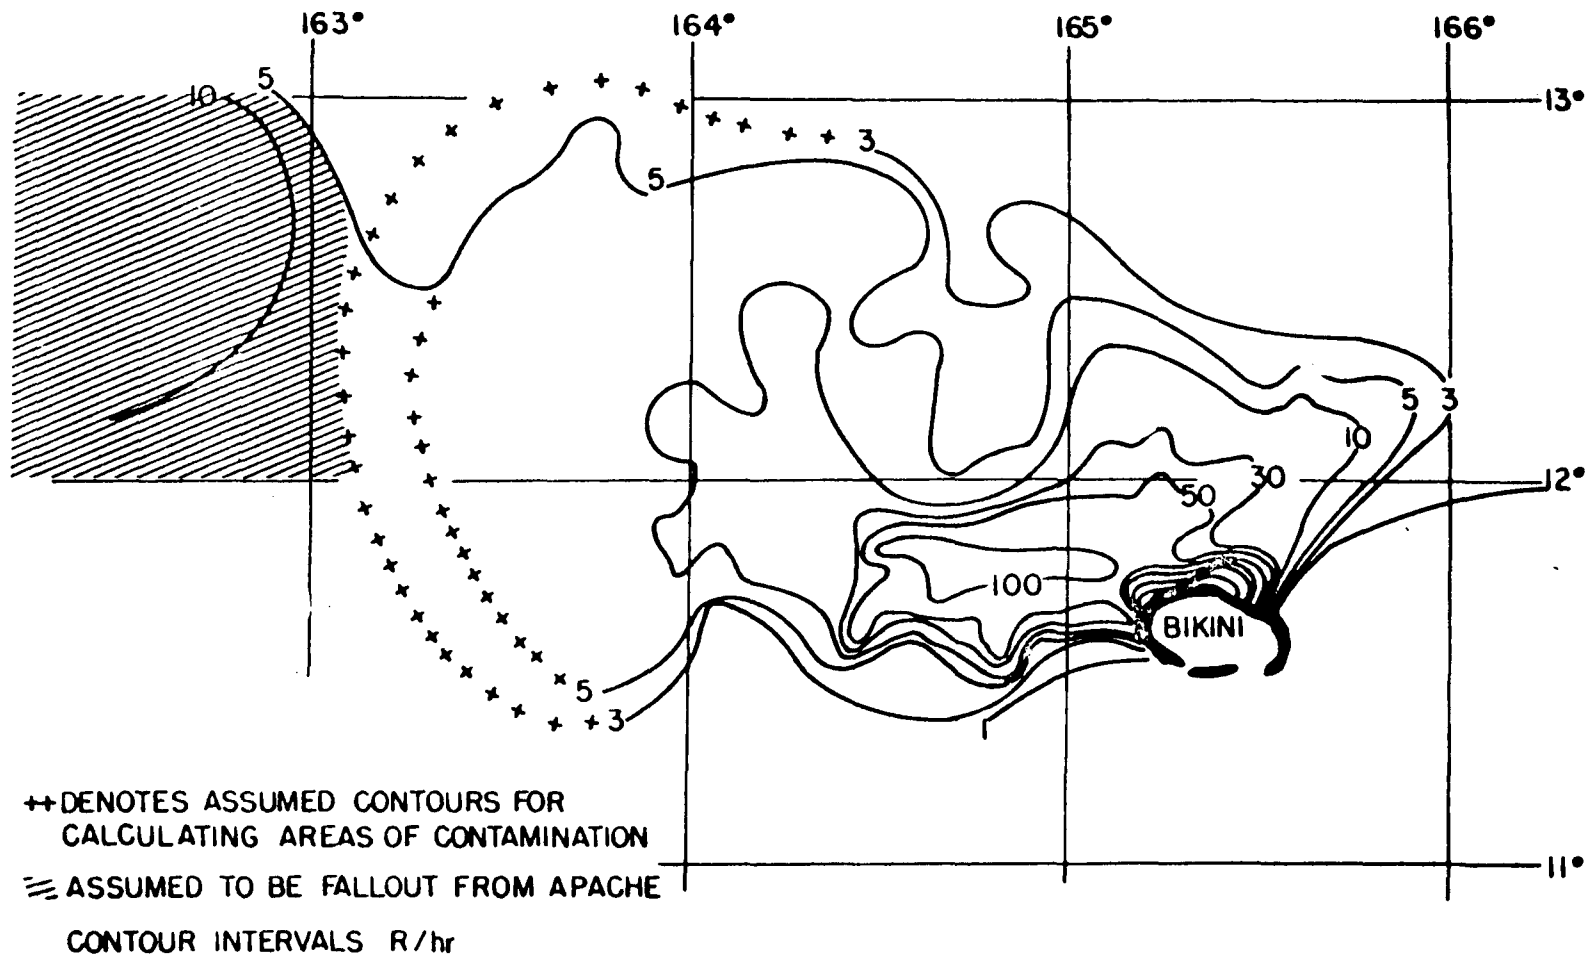 163° 164° 165° 166°
13°
10 5
3
5
5 3
10
12°
30
50
100
BIKINI
5
3
++ DENOTES ASSUMED CONTOURS FOR
CALCULATING AREAS OF CONTAMINATION
11°
ASSUMED TO BE FALLOUT FROM APACHE
CONTOUR INTERVALS R/hr